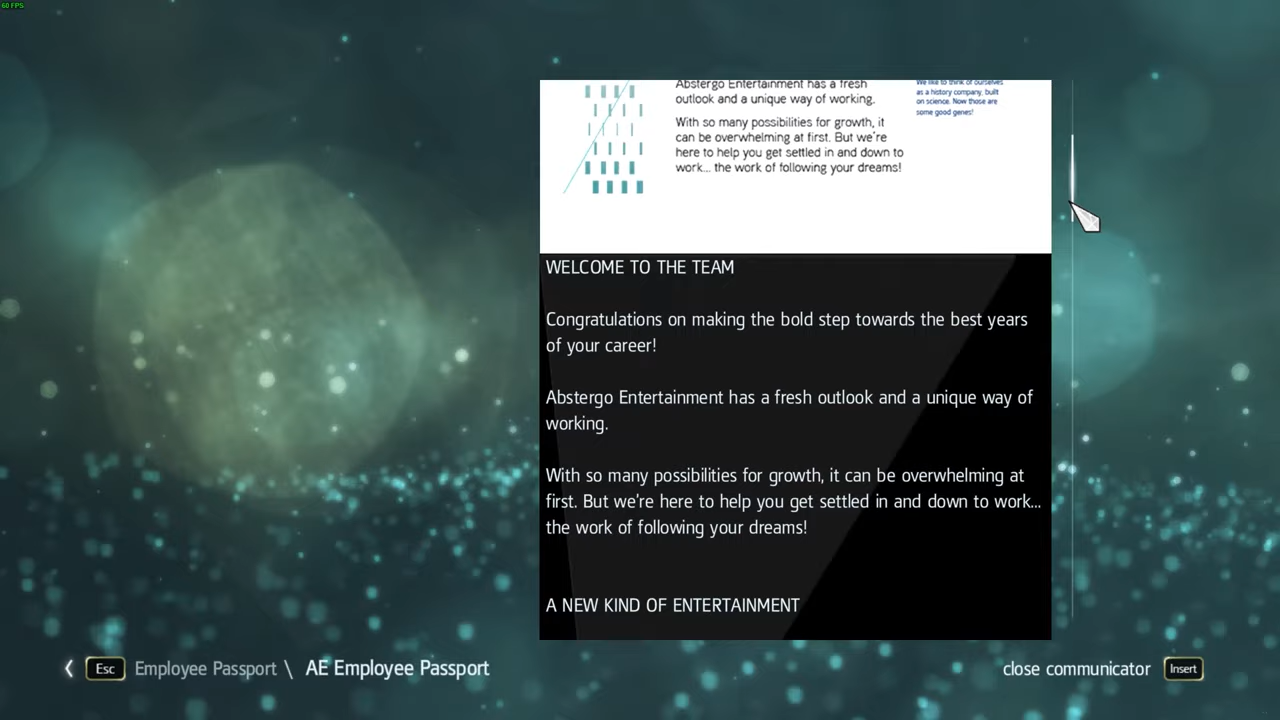 60 FPS
Abstergo Entertainment has a fresh
outlook and a unique way of working.
With so many possibilities for growth, it
can be overwhelming at first. But we're
here to help you get settled in and down to
work... the work of following your dreams!
We like to think of ourselves
as a history company, built
on science. Now those are
some good genes!
WELCOME TO THE TEAM
Congratulations on making the bold step towards the best years
of your career!
Abstergo Entertainment has a fresh outlook and a unique way of
working.
With so many possibilities for growth, it can be overwhelming at
first. But we're here to help you get settled in and down to work...
the work of following your dreams!
A NEW KIND OF ENTERTAINMENT
Esc Employee Passport \ AE Employee Passport
close communicator Insert